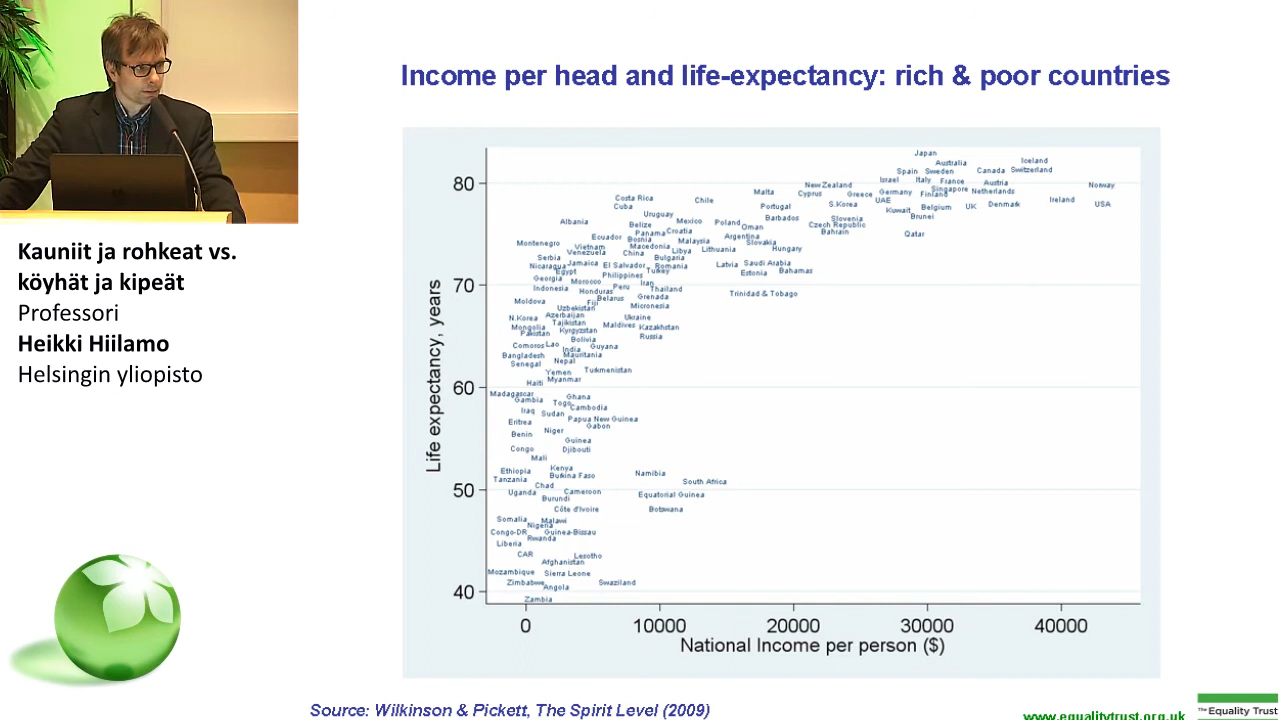 Income per head and life-expectancy: rich & poor countries
Kauniit ja rohkeat vs.
köyhät ja kipeät
Professori
Heikki Hiilamo
Helsingin yliopisto
Life expectancy, years
80
70
60
50
40
Japan
Australia
Iceland
Spain Sweden
Canada Switzerland
Israel Italy France Austria
New Zealand
Singapore Netherlands
Norway
Malta
Cyprus
Greece Germany Finland
Costa Rica
Chile
UAE
Ireland
Cuba
Portugal
S.Korea
Belgium UK Denmark
USA
Uruguay
Kuwait
Brunei
Albania
Mexico
Poland
Barbados
Slovenia
Belize
Oman
Czech Republic
Panama Croatia
Bahrain
Qatar
Ecuador
Bosnia
Malaysia
Argentina
Slovakia
Montenegro
Vietnam
Macedonia
Libya
Lithuania
Hungary
Venezuela
China
Serbia
Bulgaria
Jamaica
El Salvador
Romania
Latvia
Saudi Arabia
Nicaragua
Egypt
Turkey
Estonia
Bahamas
Philippines
Georgia
Morocco
Iran
Indonesia
Honduras
Peru
Thailand
Trinidad & Tobago
Moldova
Fiji
Belarus
Grenada
Uzbekistan
Micronesia
Azerbaijan
N.Korea
Ukraine
Mongolia
Tajikistan
Maldives
Kazakhstan
Pakistan
Kyrgyzstan
Russia
Bolivia
Comoros Lao
India
Guyana
Bangladesh
Mauritania
Senegal
Nepal
Yemen
Turkmenistan
Haiti
Myanmar
Madagascar
Gambia
Ghana
Togo
Iraq
Cambodia
Sudan
Eritrea
Papua New Guinea
Gabon
Benin
Niger
Guinea
Congo
Djibouti
Mali
Ethiopia
Kenya
Namibia
Tanzania
Burkina Faso
South Africa
Chad
Uganda
Cameroon
Equatorial Guinea
Burundi
Côte d'Ivoire
Botswana
Somalia
Malawi
Nigeria
Congo-DR
Guinea-Bissau
Rwanda
Liberia
CAR
Lesotho
Afghanistan
Mozambique
Sierra Leone
Zimbabwe
Swaziland
Angola
Zambia
0 10000 20000 30000 40000
National Income per person ($)
Source: Wilkinson & Pickett, The Spirit Level (2009)
www.equalitytrust.org.uk
The Equality Trust